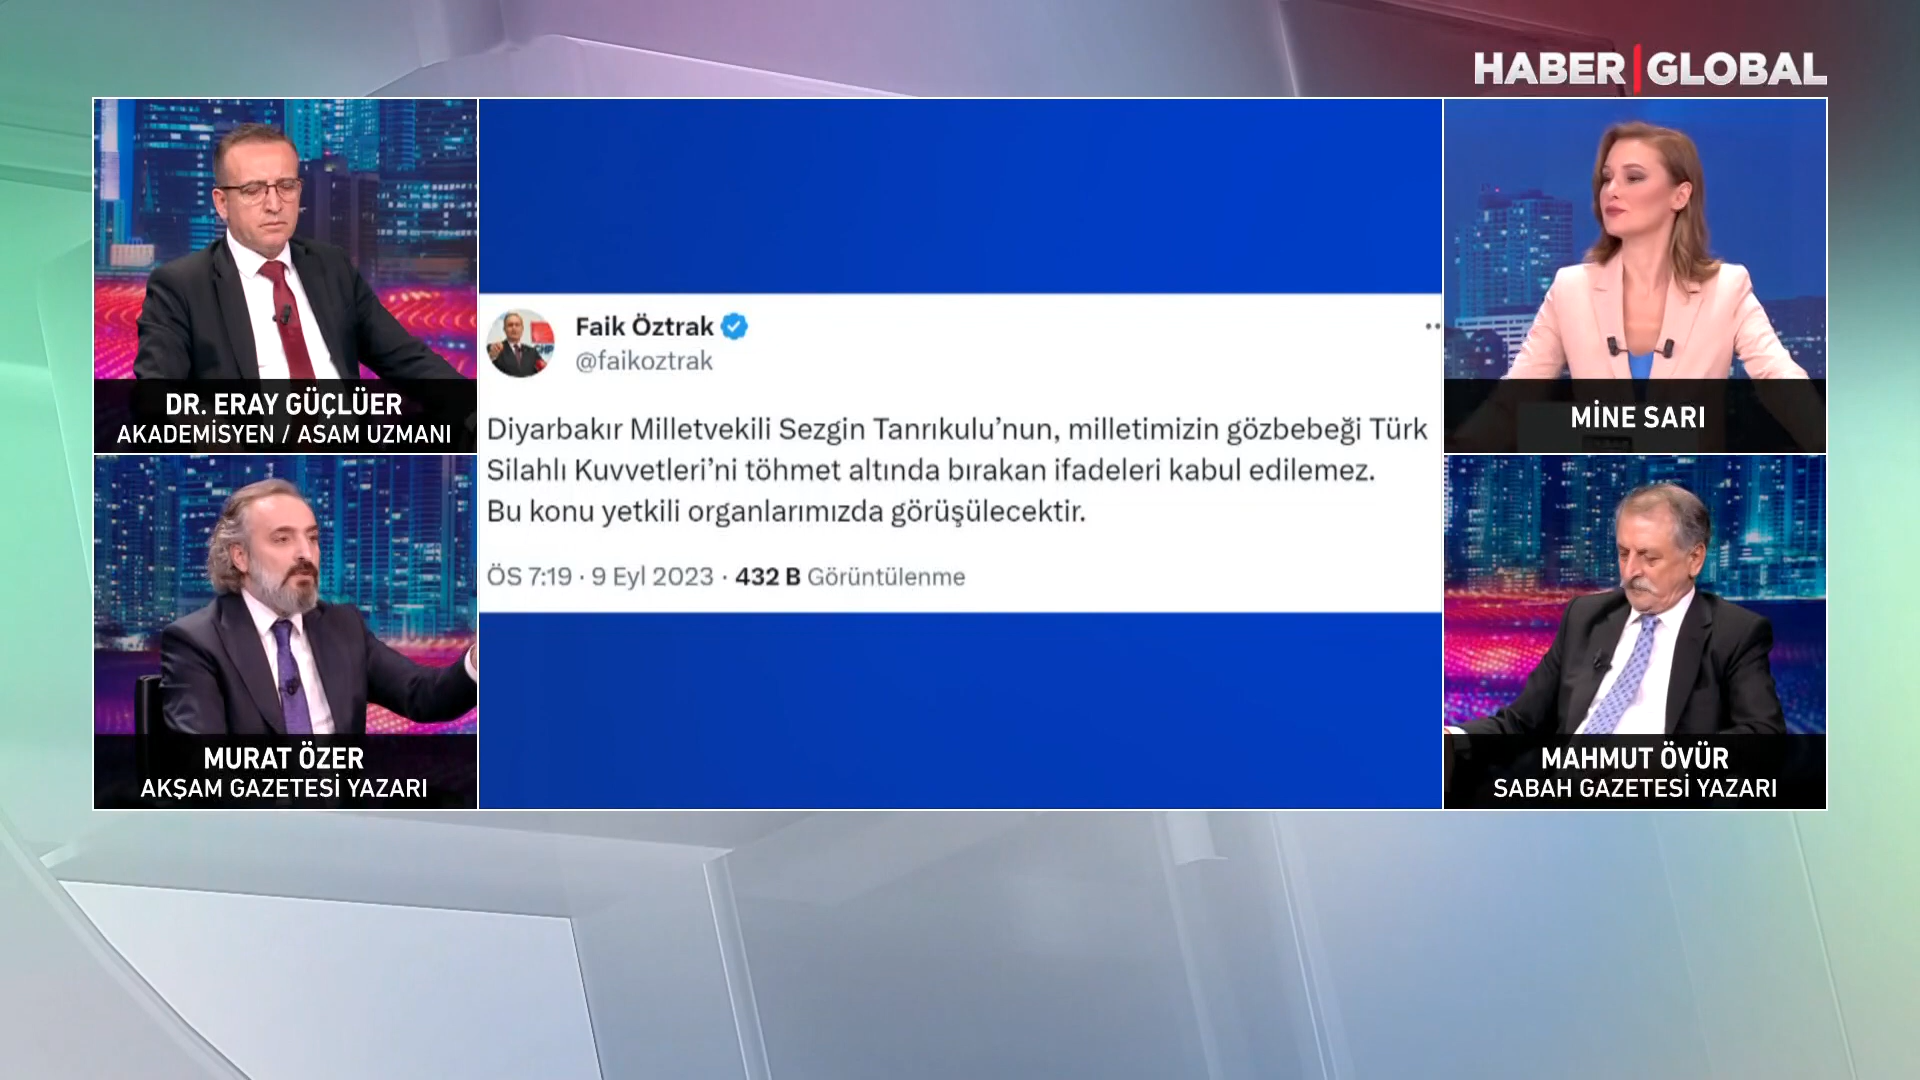 HABER GLOBAL
DR. ERAY GÜÇLÜER
AKADEMİSYEN / ASAM UZMANI
MURAT ÖZER
AKŞAM GAZETESİ YAZARI
Faik Öztrak
@faikoztrak
Diyarbakır Milletvekili Sezgin Tanrıkulu’nun, milletimizin gözbebeği Türk
Silahlı Kuvvetleri’ni töhmet altında bırakan ifadeleri kabul edilemez.
Bu konu yetkili organlarımızda görüşülecektir.
ÖS 7:19 · 9 Eyl 2023 · 432 B Görüntülenme
MİNE SARI
MAHMUT ÖVÜR
SABAH GAZETESİ YAZARI